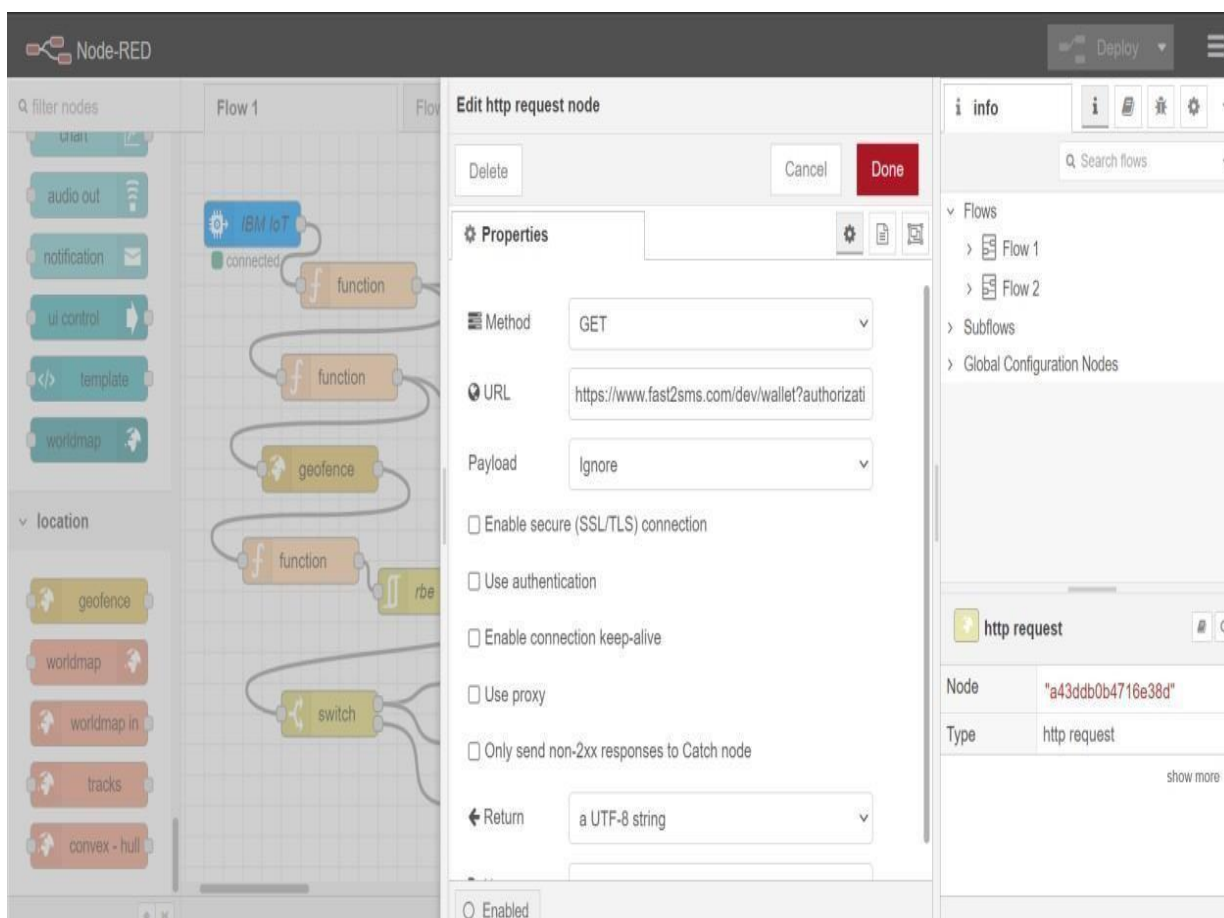 Node-RED
Deploy
filter nodes
chart
audio out
notification
ui control
</> template
worldmap
location
geofence
worldmap
worldmap in
tracks
convex - hull
Flow 1
Flow
IBM IoT
connected
function
function
geofence
function
rbe
switch
Edit http request node
Delete
Cancel
Done
Properties
Method
GET
URL
https://www.fast2sms.com/dev/wallet?authorizati
Payload
Ignore
Enable secure (SSL/TLS) connection
Use authentication
Enable connection keep-alive
Use proxy
Only send non-2xx responses to Catch node
Return
a UTF-8 string
Enabled
i info
i
Search flows
Flows
Flow 1
Flow 2
Subflows
Global Configuration Nodes
http request
Node "a43ddb0b4716e38d"
Type http request
show more